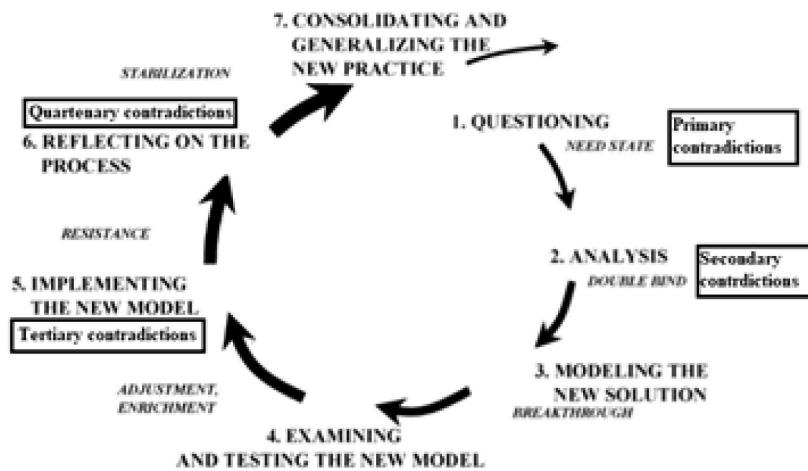 7. CONSOLIDATING AND
GENERALIZING THE
NEW PRACTICE
STABILIZATION
Quartenary contradictions
6. REFLECTING ON THE
PROCESS
1. QUESTIONING
NEED STATE
Primary
contradictions
RESISTANCE
2. ANALYSIS
DOUBLE BIND
Secondary
contrdictions
5. IMPLEMENTING
THE NEW MODEL
Tertiary contradictions
3. MODELING THE
NEW SOLUTION
BREAKTHROUGH
ADJUSTMENT,
ENRICHMENT
4. EXAMINING
AND TESTING THE NEW MODEL